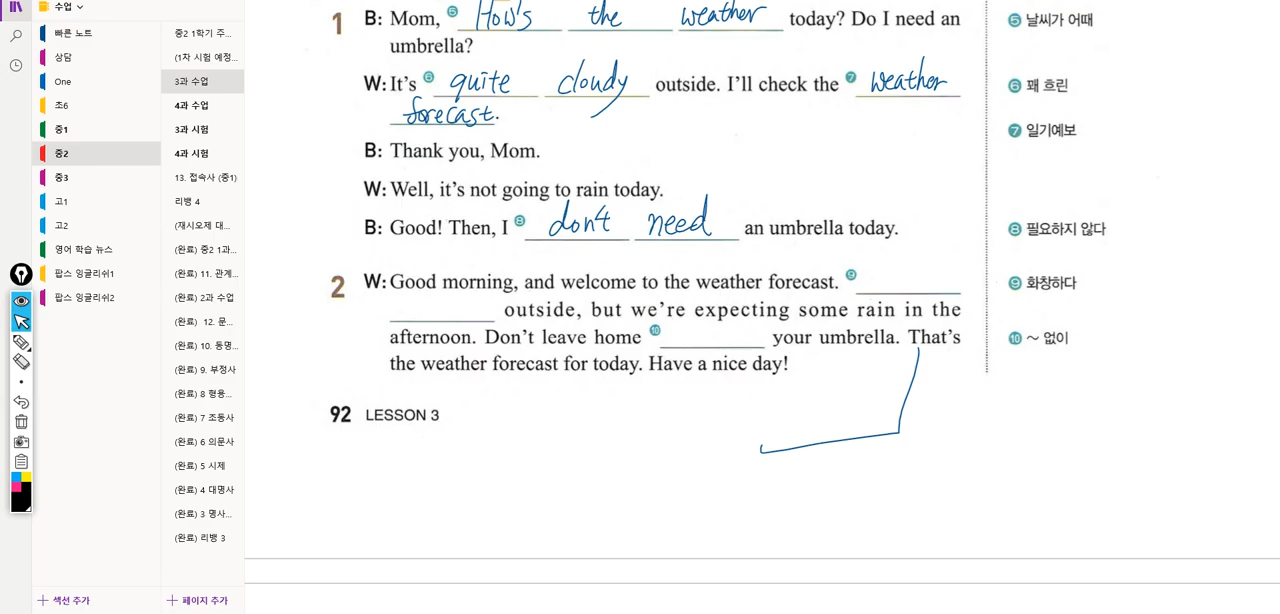 수업
빠른 노트
상담
One
초6
중1
중2
중3
고1
고2
영어 학습 뉴스
팝스 잉글리쉬1
팝스 잉글리쉬2
섹션 추가
중2 1학기 주...
(1차 시험 예정...
3과 수업
4과 수업
3과 시험
4과 시험
13. 접속사 (중1)
리뱅 4
(재시오제 대...
(완료) 중2 1과...
(완료) 11. 관계...
(완료) 2과 수업
(완료) 12. 문...
(완료) 10. 동명...
(완료) 9. 부정사
(완료) 8 형용...
(완료) 7 조동사
(완료) 6 의문사
(완료) 5 시제
(완료) 4 대명사
(완료) 3 명사...
(완료) 리뱅 3
페이지 추가
1 B: Mom, ⑤ How's the weather today? Do I need an
umbrella?
W: It's ⑥ quite cloudy outside. I'll check the ⑦ weather
forecast.
B: Thank you, Mom.
W: Well, it's not going to rain today.
B: Good! Then, I ⑧ don't need an umbrella today.
2 W: Good morning, and welcome to the weather forecast. ⑨
outside, but we're expecting some rain in the
afternoon. Don't leave home ⑩ your umbrella. That's
the weather forecast for today. Have a nice day!
92 LESSON 3
⑤ 날씨가 어때
⑥ 꽤 흐린
⑦ 일기예보
⑧ 필요하지 않다
⑨ 화창하다
⑩ ~ 없이